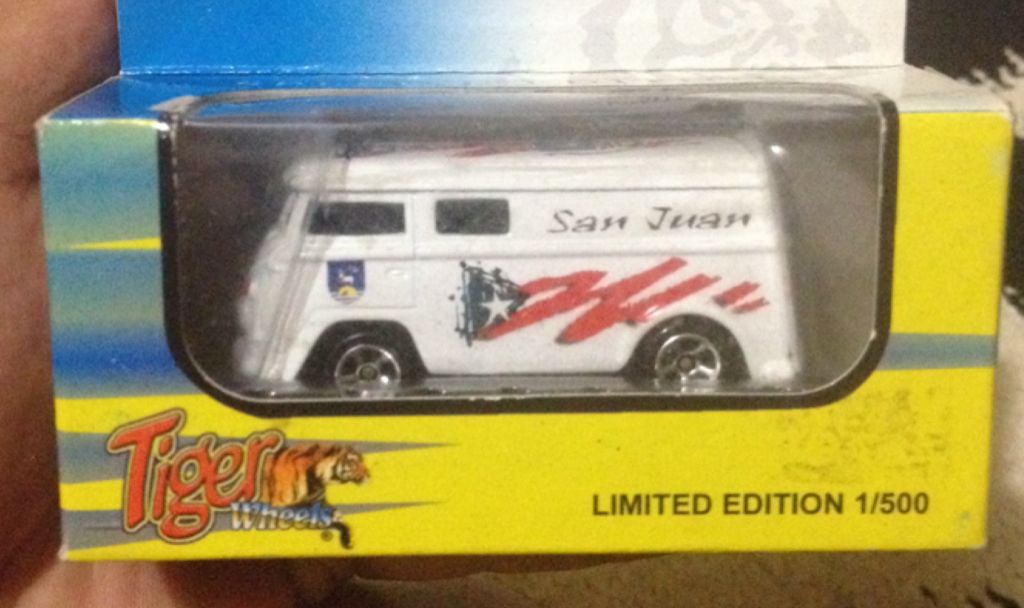 San Juan
Tiger
Wheels®
LIMITED EDITION 1/500